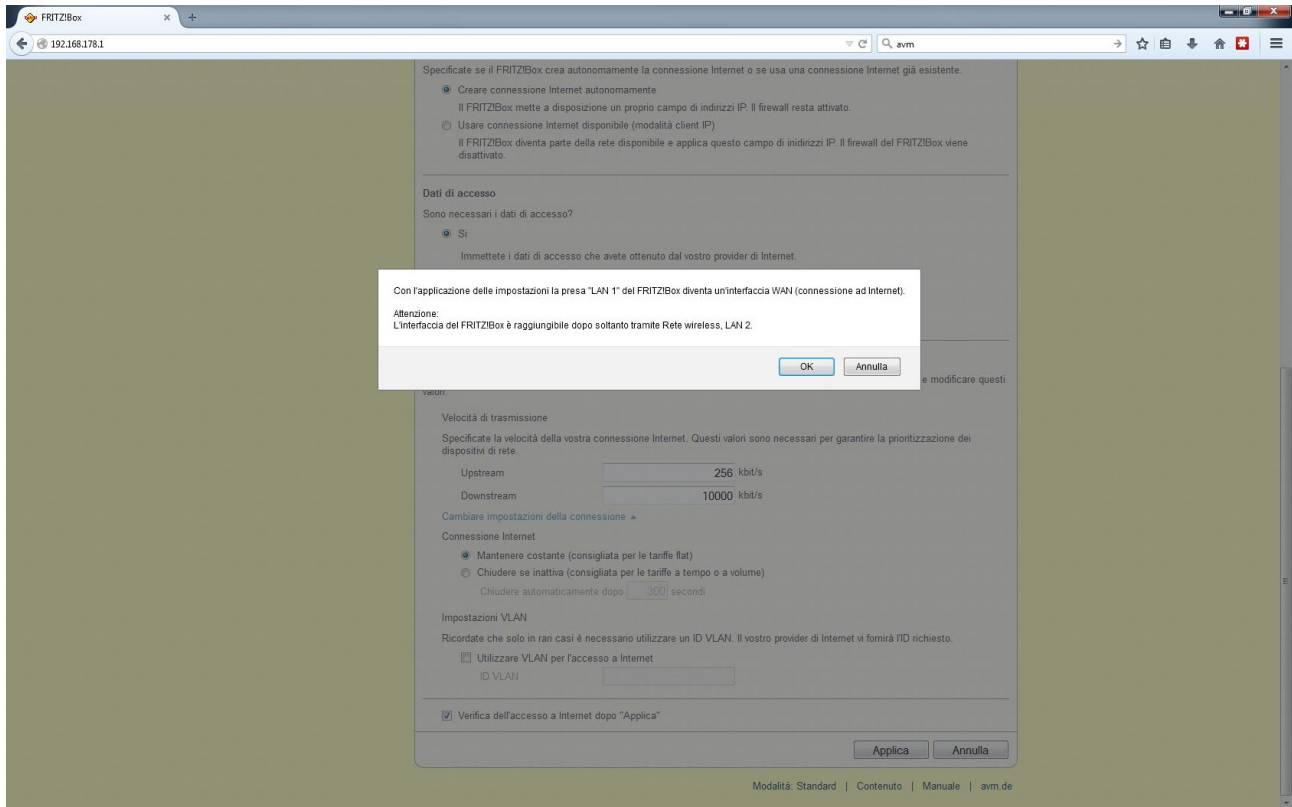 FRITZ!Box
192.168.178.1
avm
Specificate se il FRITZ!Box crea autonomamente la connessione Internet o se usa una connessione Internet già esistente.
Creare connessione Internet autonomamente
Il FRITZ!Box mette a disposizione un proprio campo di indirizzi IP. Il firewall resta attivato.
Usare connessione Internet disponibile (modalità client IP)
Il FRITZ!Box diventa parte della rete disponibile e applica questo campo di inidirizzi IP. Il firewall del FRITZ!Box viene
disattivato.
Dati di accesso
Sono necessari i dati di accesso?
Sì
Immettete i dati di accesso che avete ottenuto dal vostro provider di Internet.
Con l'applicazione delle impostazioni la presa "LAN 1" del FRITZ!Box diventa un'interfaccia WAN (connessione ad Internet).
Attenzione:
L'interfaccia del FRITZ!Box è raggiungibile dopo soltanto tramite Rete wireless, LAN 2.
OK Annulla
e modificare questi
valori.
Velocità di trasmissione
Specificate la velocità della vostra connessione Internet. Questi valori sono necessari per garantire la prioritizzazione dei
dispositivi di rete.
Upstream 256 kbit/s
Downstream 10000 kbit/s
Cambiare impostazioni della connessione
Connessione Internet
Mantenere costante (consigliata per le tariffe flat)
Chiudere se inattiva (consigliata per le tariffe a tempo o a volume)
Chiudere automaticamente dopo 300 secondi
Impostazioni VLAN
Ricordate che solo in rari casi è necessario utilizzare un ID VLAN. Il vostro provider di Internet vi fornirà l'ID richiesto.
Utilizzare VLAN per l'accesso a Internet
ID VLAN
Verifica dell'accesso a Internet dopo "Applica"
Applica Annulla
Modalità: Standard | Contenuto | Manuale | avm.de